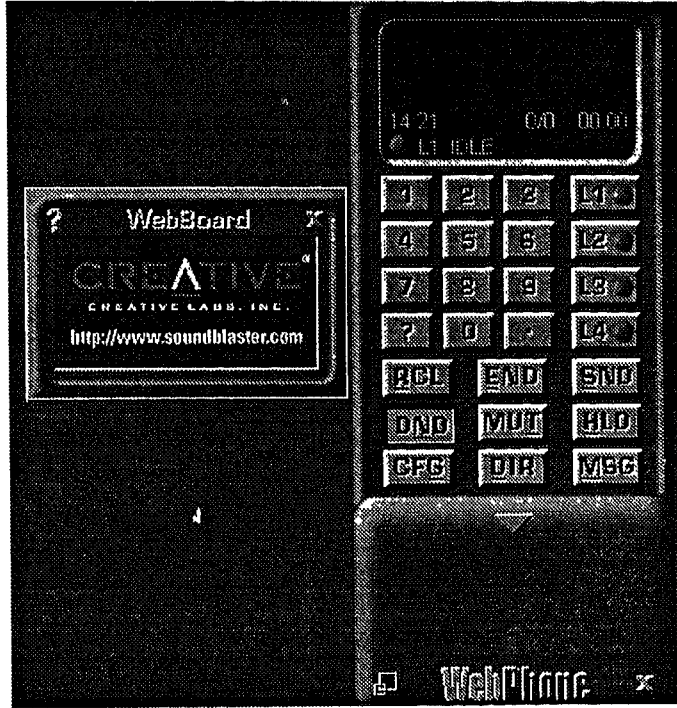 ? WebBoard X
CREATIVE
CREATIVE LABS, INC.
http://www.soundblaster.com
14:21 0/0 00:00
L1 IDLE
1 2 3 L1
4 5 6 L2
7 8 9 L3
? 0 . L4
RCL END SND
DND MUT HLD
CFG DIR MSG
WebPhone X